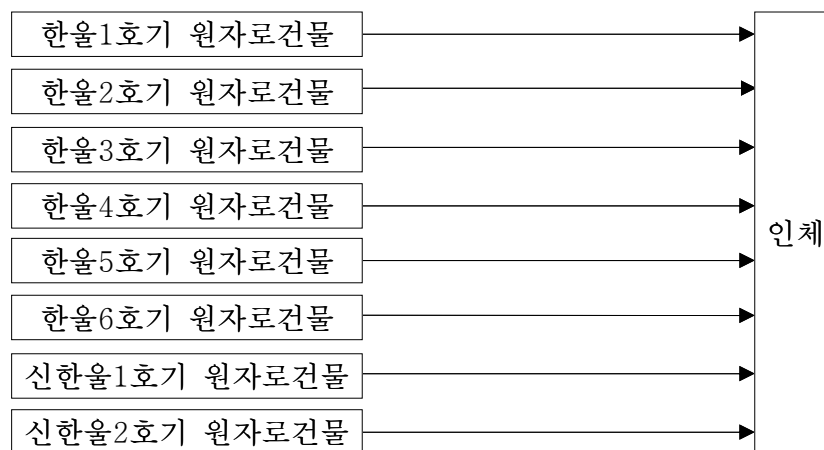 한울1호기 원자로건물
한울2호기 원자로건물
한울3호기 원자로건물
한울4호기 원자로건물
한울5호기 원자로건물
한울6호기 원자로건물
신한울1호기 원자로건물
신한울2호기 원자로건물
인체